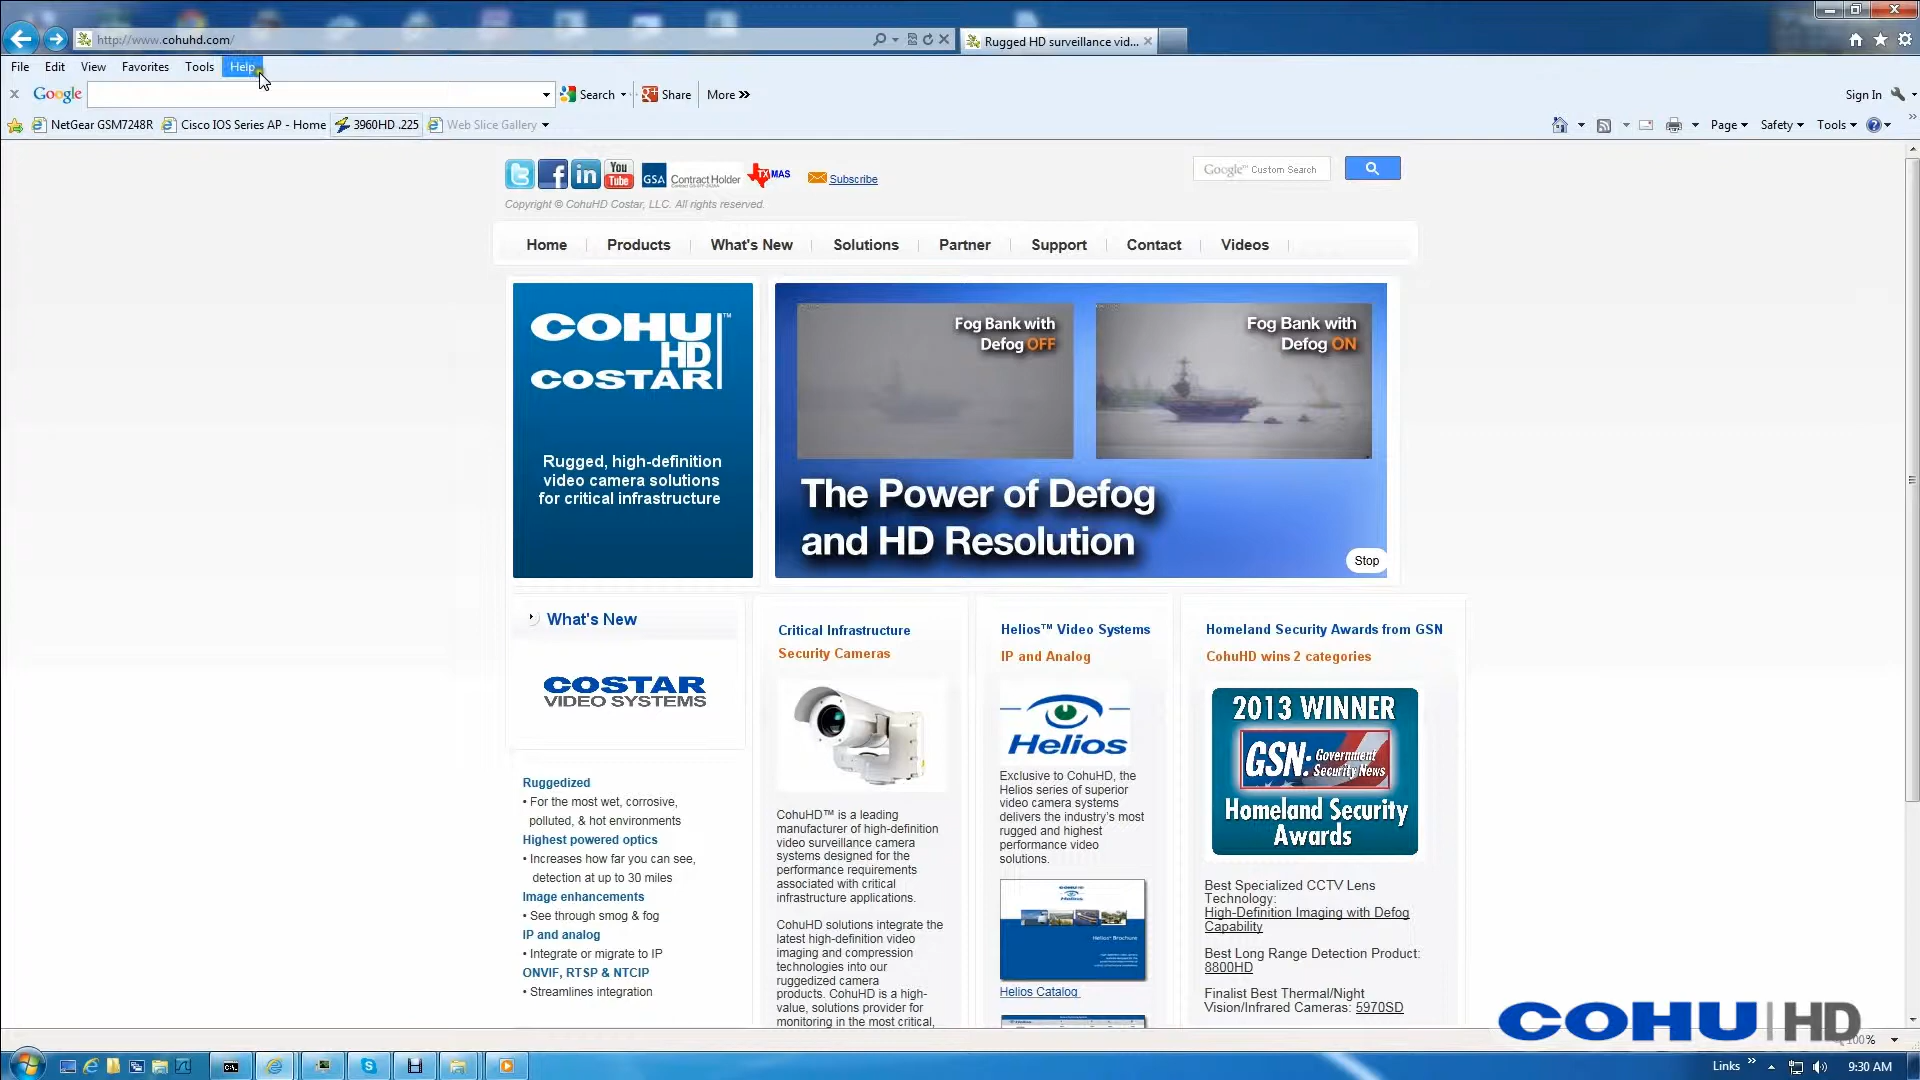 http://www.cohuhd.com/
Rugged HD surveillance vid...
File Edit View Favorites Tools Help
Google Search Share More »
Sign In
NetGear GSM7248R Cisco IOS Series AP - Home 3960HD .225 Web Slice Gallery
Page Safety Tools
You Tube GSA Contract Holder TXMAS Subscribe
Google™ Custom Search
Copyright © CohuHD Costar, LLC. All rights reserved.
Home Products What's New Solutions Partner Support Contact Videos
COHU™
HD
COSTAR
Rugged, high-definition
video camera solutions
for critical infrastructure
Fog Bank with
Defog OFF
Fog Bank with
Defog ON
The Power of Defog
and HD Resolution
Stop
What's New
COSTAR
VIDEO SYSTEMS
Ruggedized
• For the most wet, corrosive,
polluted, & hot environments
Highest powered optics
• Increases how far you can see,
detection at up to 30 miles
Image enhancements
• See through smog & fog
IP and analog
• Integrate or migrate to IP
ONVIF, RTSP & NTCIP
• Streamlines integration
Critical Infrastructure
Security Cameras
CohuHD™ is a leading
manufacturer of high-definition
video surveillance camera
systems designed for the
performance requirements
associated with critical
infrastructure applications.
CohuHD solutions integrate the
latest high-definition video
imaging and compression
technologies into our
ruggedized camera
products. CohuHD is a high-
value, solutions provider for
monitoring in the most critical,
Helios™ Video Systems
IP and Analog
Helios
Exclusive to CohuHD, the
Helios series of superior
video camera systems
delivers the industry's most
rugged and highest
performance video
solutions.
COHU HD
Helios
Helios® Brochure
Helios Catalog
Homeland Security Awards from GSN
CohuHD wins 2 categories
2013 WINNER
GSN: Government
Security News
Homeland Security
Awards
Best Specialized CCTV Lens
Technology:
High-Definition Imaging with Defog
Capability
Best Long Range Detection Product:
8800HD
Finalist Best Thermal/Night
Vision/Infrared Cameras: 5970SD
COHU HD
100%
Links » 9:30 AM